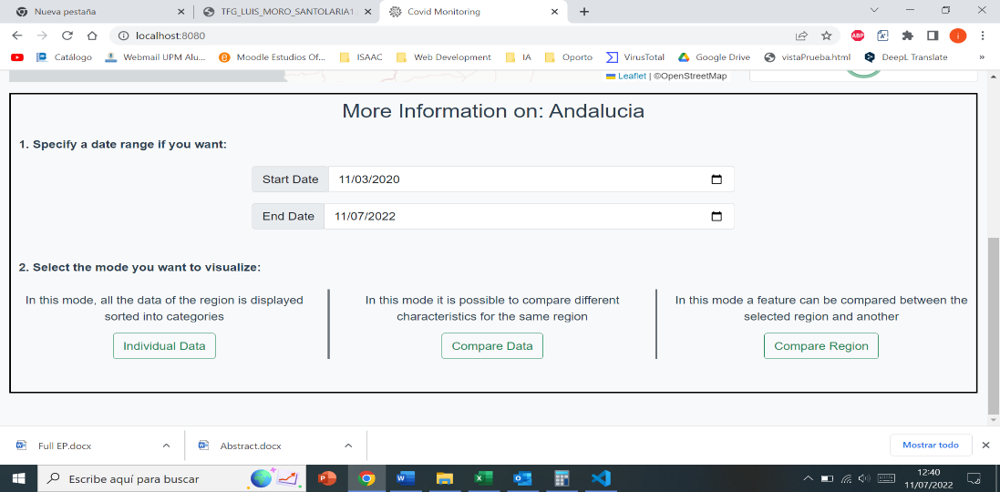 Nueva pestaña
TFG_LUIS_MORO_SANTOLARIA1.
Covid Monitoring
localhost:8080
ABP
i
Catálogo
Webmail UPM Alu...
Moodle Estudios Of...
ISAAC
Web Development
IA
Oporto
VirusTotal
Google Drive
vistaPrueba.html
DeepL Translate
»
Leaflet | ©OpenStreetMap
More Information on: Andalucia
1. Specify a date range if you want:
Start Date 11/03/2020
End Date 11/07/2022
2. Select the mode you want to visualize:
In this mode, all the data of the region is displayed
sorted into categories
Individual Data
In this mode it is possible to compare different
characteristics for the same region
Compare Data
In this mode a feature can be compared between the
selected region and another
Compare Region
Full EP.docx
Abstract.docx
Mostrar todo
Escribe aquí para buscar
12:40
11/07/2022